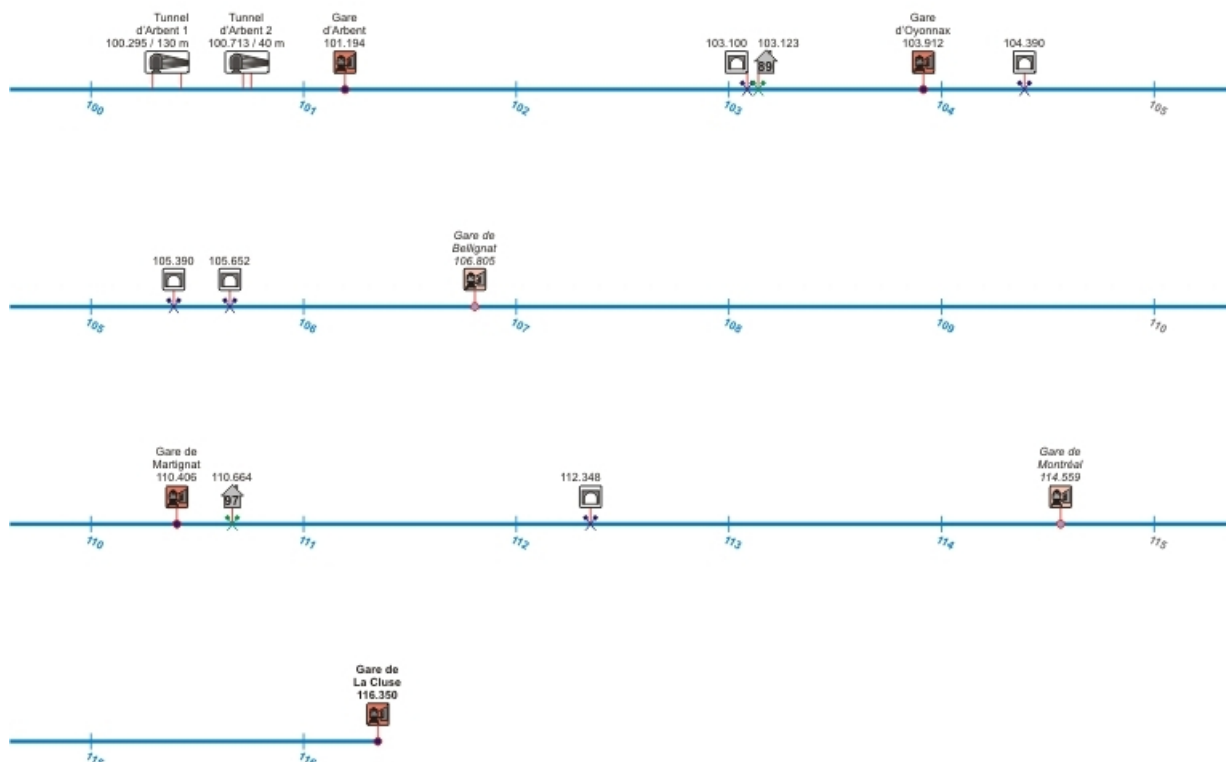 Tunnel
d'Arbent 1
100.295 / 130 m
Tunnel
d'Arbent 2
100.713 / 40 m
Gare
d'Arbent
101.194
103.100
103.123
89
Gare
d'Oyonnax
103.912
104.390
100
101
102
103
104
105
105.390
105.652
Gare de
Bellignat
106.805
105
106
107
108
109
110
Gare de
Martignat
110.406
110.664
97
112.348
Gare de
Montréal
114.559
110
111
112
113
114
115
Gare de
La Cluse
116.350
115
116